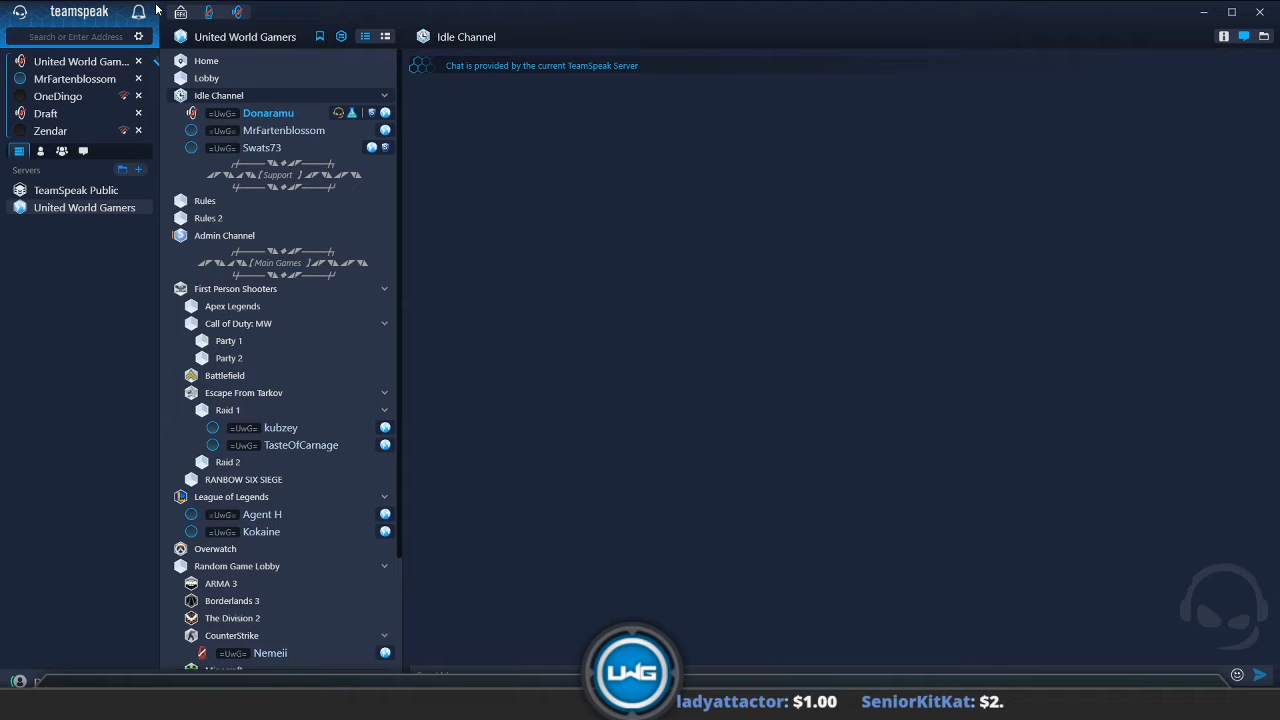 teamspeak
Search or Enter Address
United World Gam...
MrFartenblossom
OneDingo
Draft
Zendar
Servers
TeamSpeak Public
United World Gamers
United World Gamers
Home
Lobby
Idle Channel
=UwG= Donaramu
=UwG= MrFartenblossom
=UwG= Swats73
[ Support ]
Rules
Rules 2
Admin Channel
[ Main Games ]
First Person Shooters
Apex Legends
Call of Duty: MW
Party 1
Party 2
Battlefield
Escape From Tarkov
Raid 1
=UwG= kubzey
=UwG= TasteOfCarnage
Raid 2
RANBOW SIX SIEGE
League of Legends
=UwG= Agent H
=UwG= Kokaine
Overwatch
Random Game Lobby
ARMA 3
Borderlands 3
The Division 2
CounterStrike
=UwG= Nemeii
Minecraft
Idle Channel
Chat is provided by the current TeamSpeak Server
UWG
ladyattactor: $1.00 SeniorKitKat: $2.